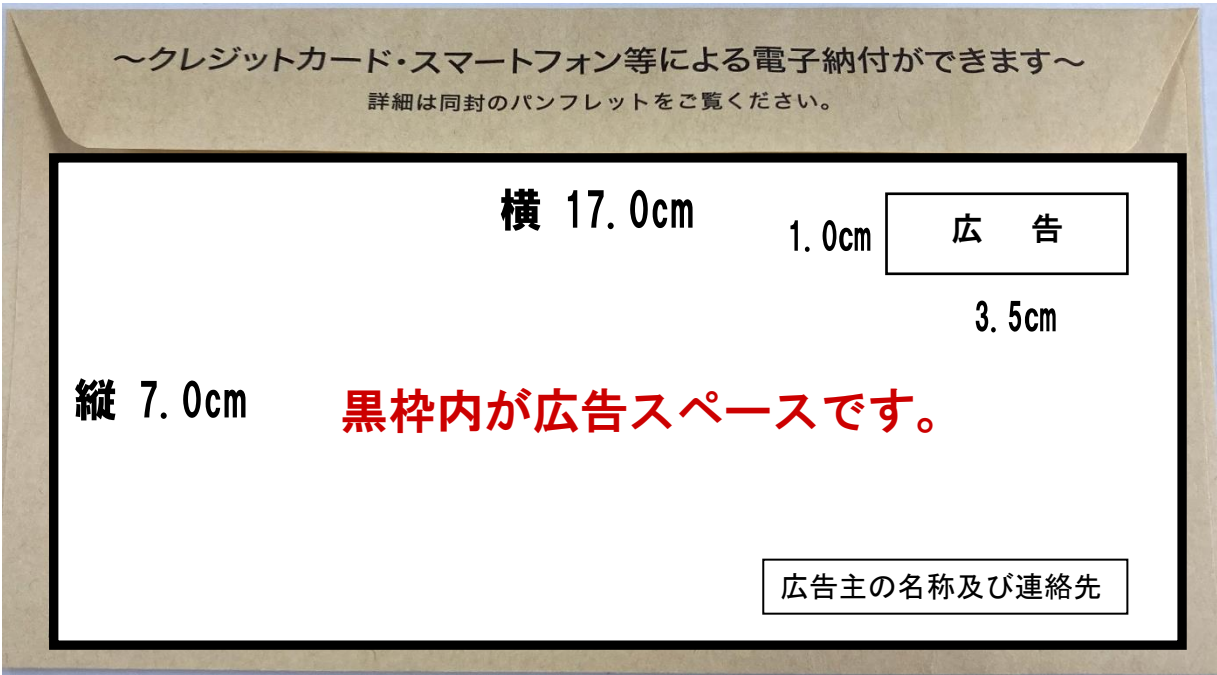 ～クレジットカード・スマートフォン等による電子納付ができます～
詳細は同封のパンフレットをご覧ください。
横 17.0cm
1.0cm
広 告
3.5cm
縦 7.0cm
黒枠内が広告スペースです。
広告主の名称及び連絡先